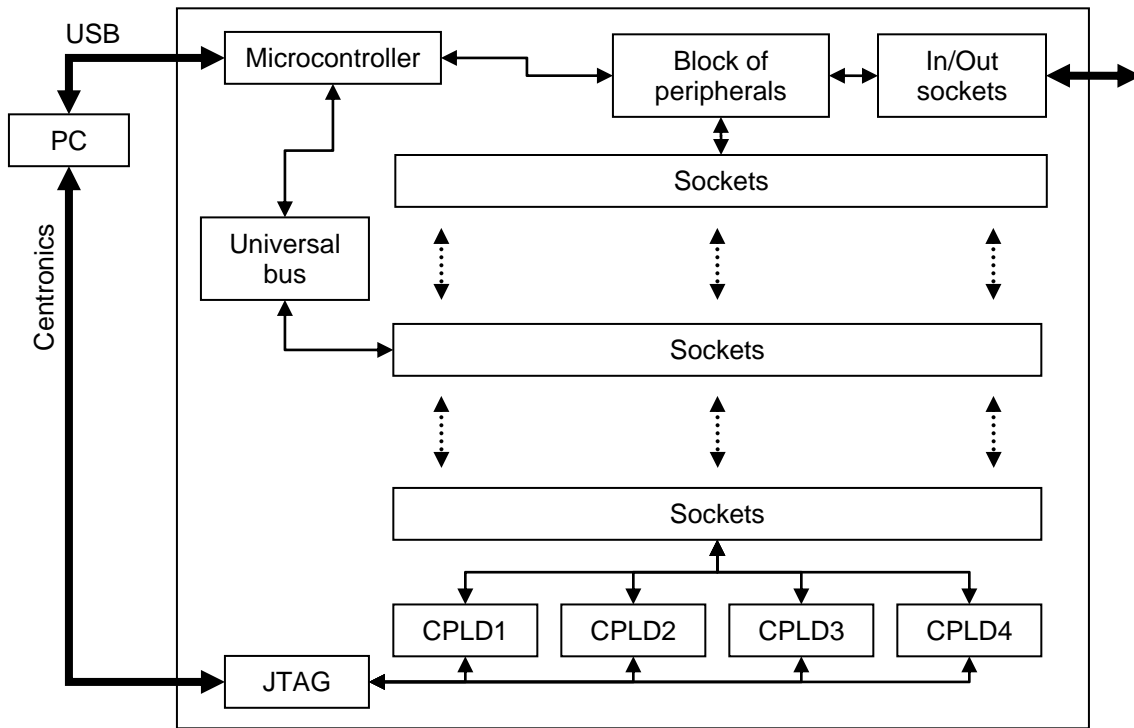 USB
Microcontroller
Block of
peripherals
In/Out
sockets
PC
Sockets
Centronics
Universal
bus
Sockets
Sockets
CPLD1
CPLD2
CPLD3
CPLD4
JTAG